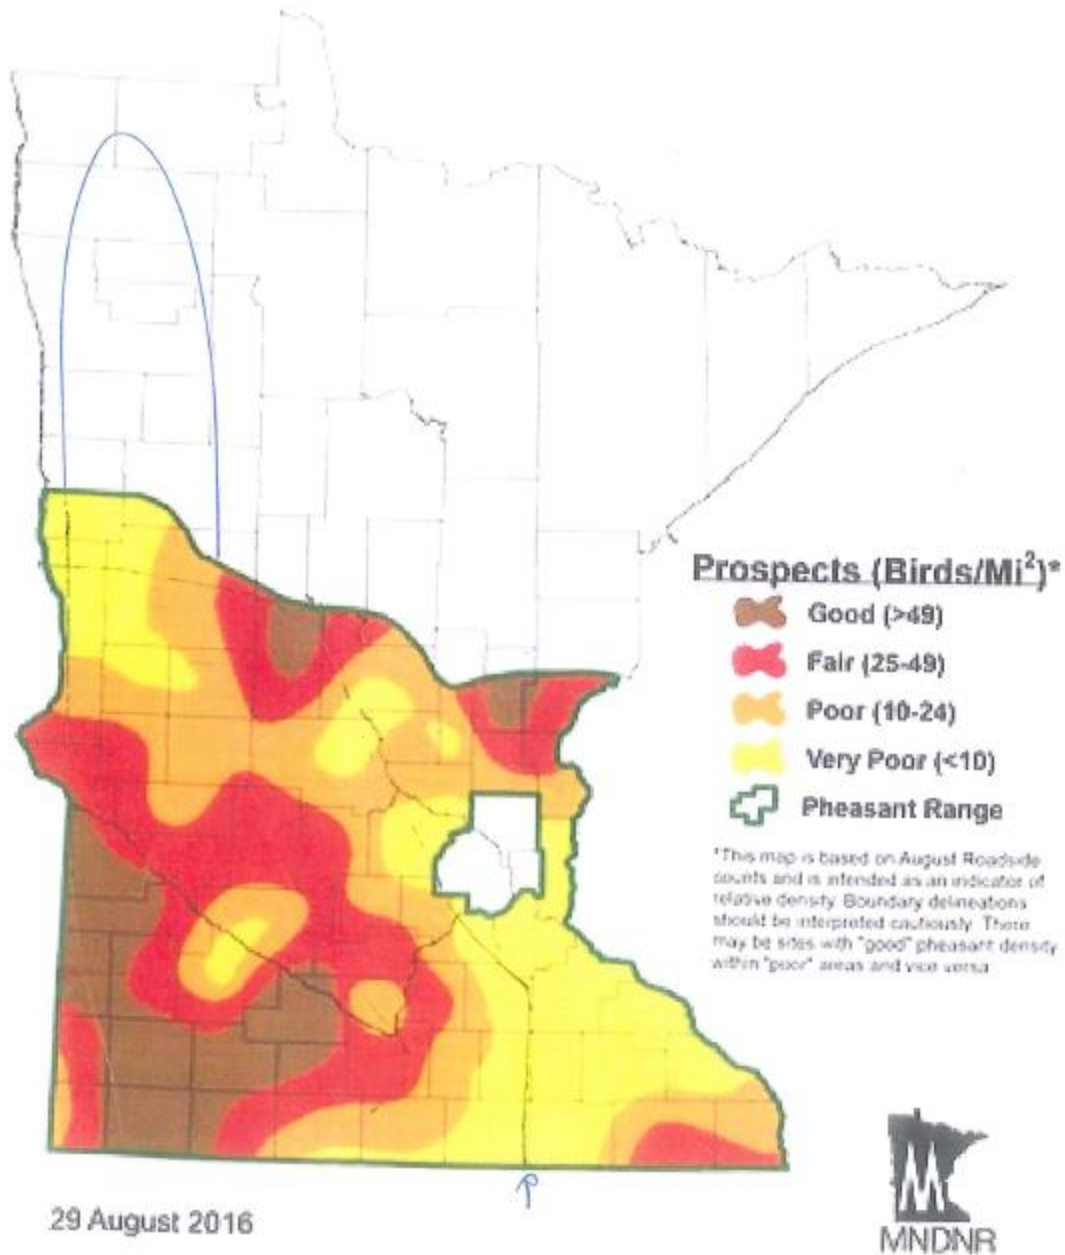 Prospects (Birds/Mi²)*
Good (>49)
Fair (25-49)
Poor (10-24)
Very Poor (<10)
Pheasant Range
*This map is based on August Roadside
counts and is intended as an indicator of
relative density. Boundary delineations
should be interpreted cautiously. There
may be sites with "good" pheasant density
within "poor" areas and vice versa
29 August 2016
MNDNR